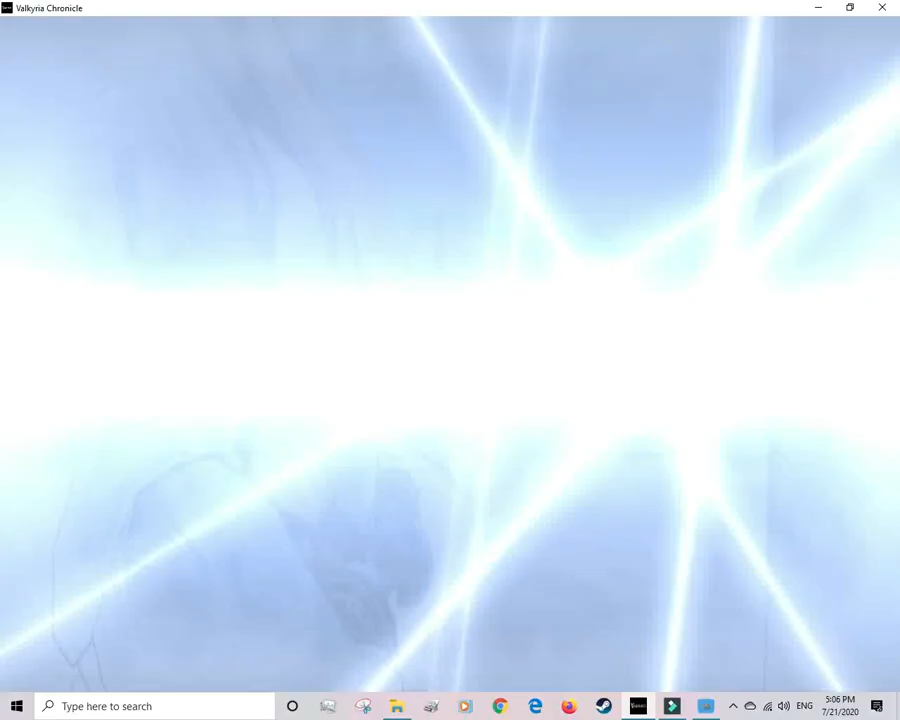 Valkyria Chronicle
Type here to search
ENG
5:06 PM
7/21/2020